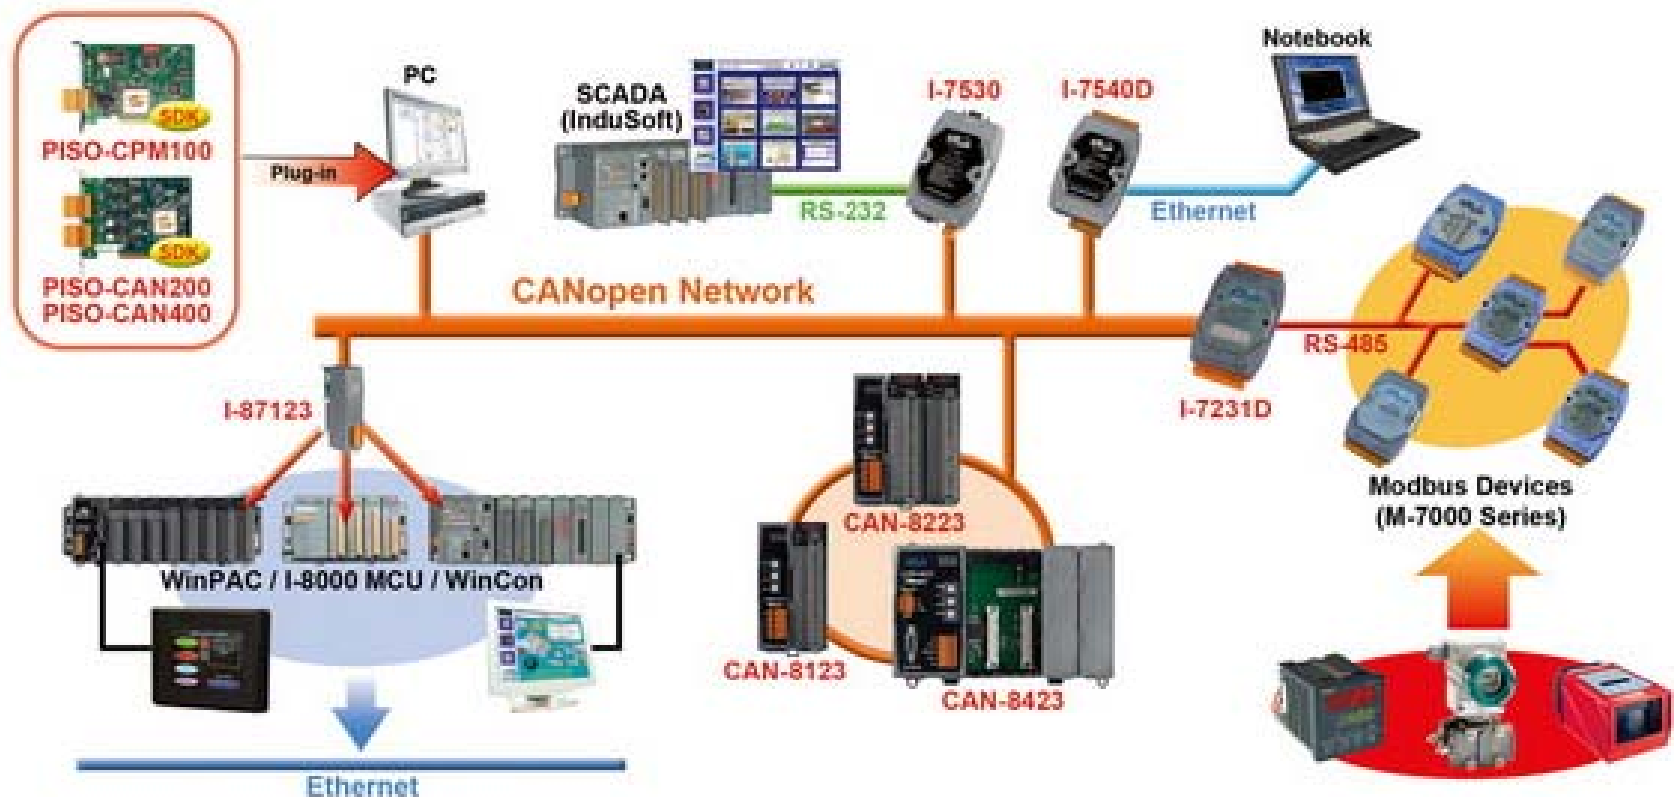 SDK
PISO-CPM100
SDK
PISO-CAN200
PISO-CAN400
Plug-in
PC
SCADA
(InduSoft)
RS-232
I-7530
I-7540D
Ethernet
Notebook
CANopen Network
I-7231D
RS-485
Modbus Devices
(M-7000 Series)
I-87123
WinPAC / I-8000 MCU / WinCon
Ethernet
CAN-8223
CAN-8123
CAN-8423